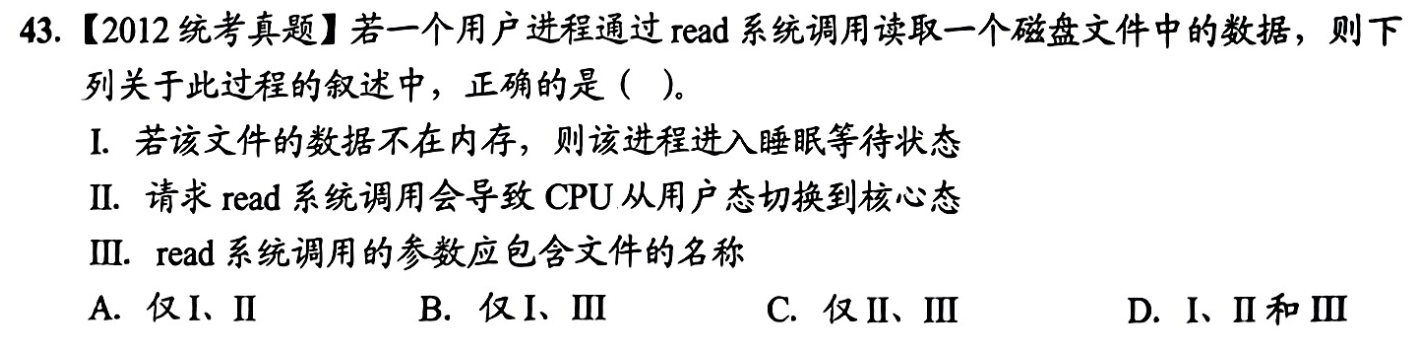 43.【2012统考真题】若一个用户进程通过 read 系统调用读取一个磁盘文件中的数据，则下
列关于此过程的叙述中，正确的是（ ）。
I. 若该文件的数据不在内存，则该进程进入睡眠等待状态
II. 请求 read 系统调用会导致 CPU 从用户态切换到核心态
III. read 系统调用的参数应包含文件的名称
A. 仅 I、II B. 仅 I、III C. 仅 II、III D. I、II 和 III